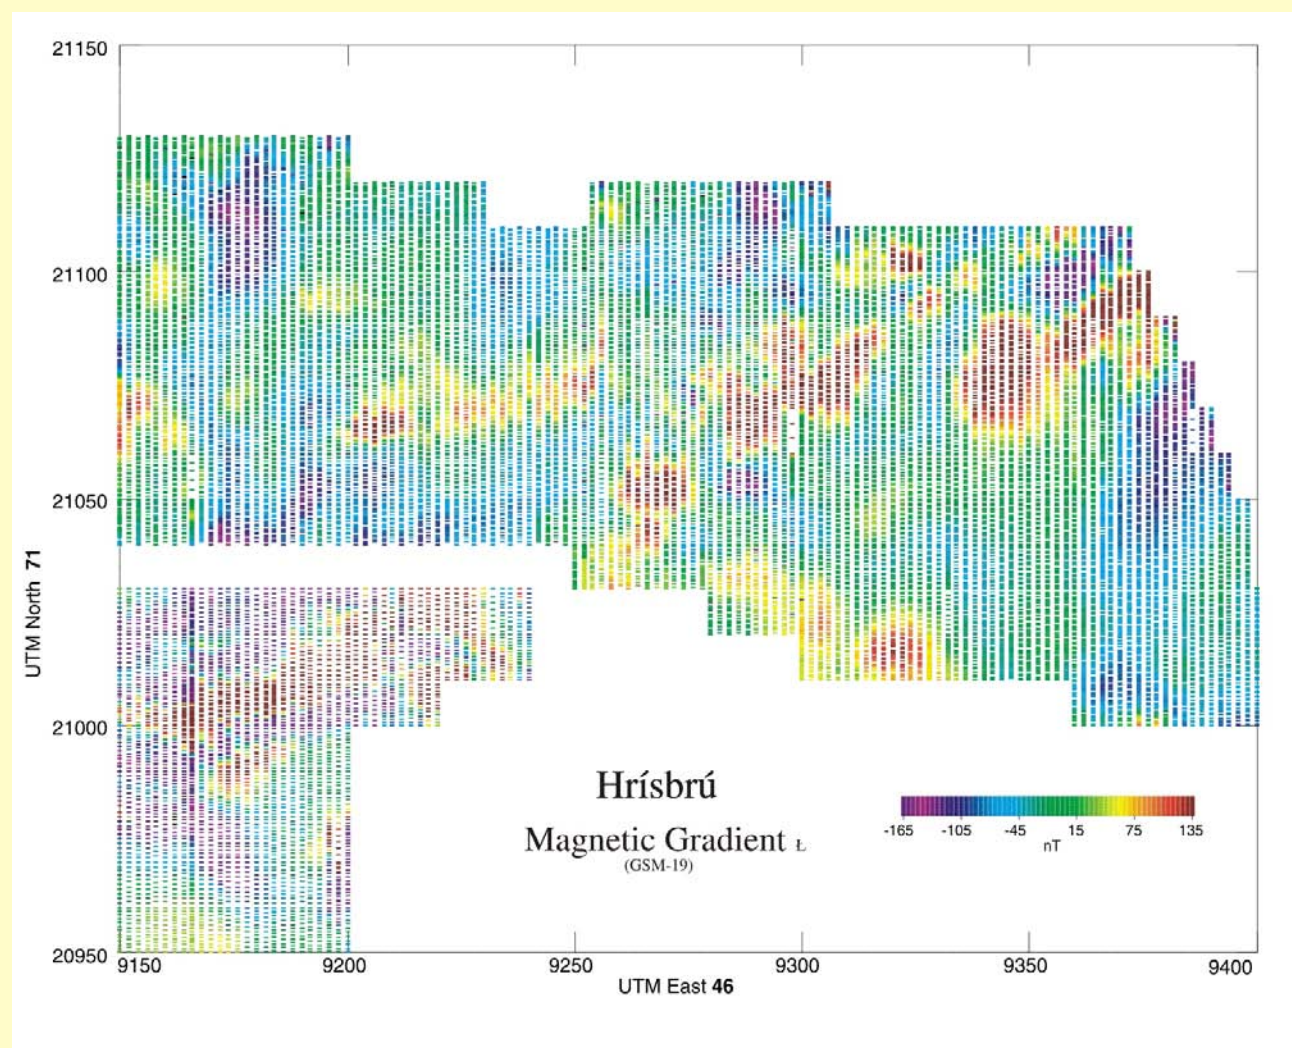 21150
21100
21050
21000
20950
UTM North 71
9150 9200 9250 9300 9350 9400
UTM East 46
Hrísbrú
Magnetic Gradient Ł
(GSM-19)
-165 -105 -45 15 75 135
nT